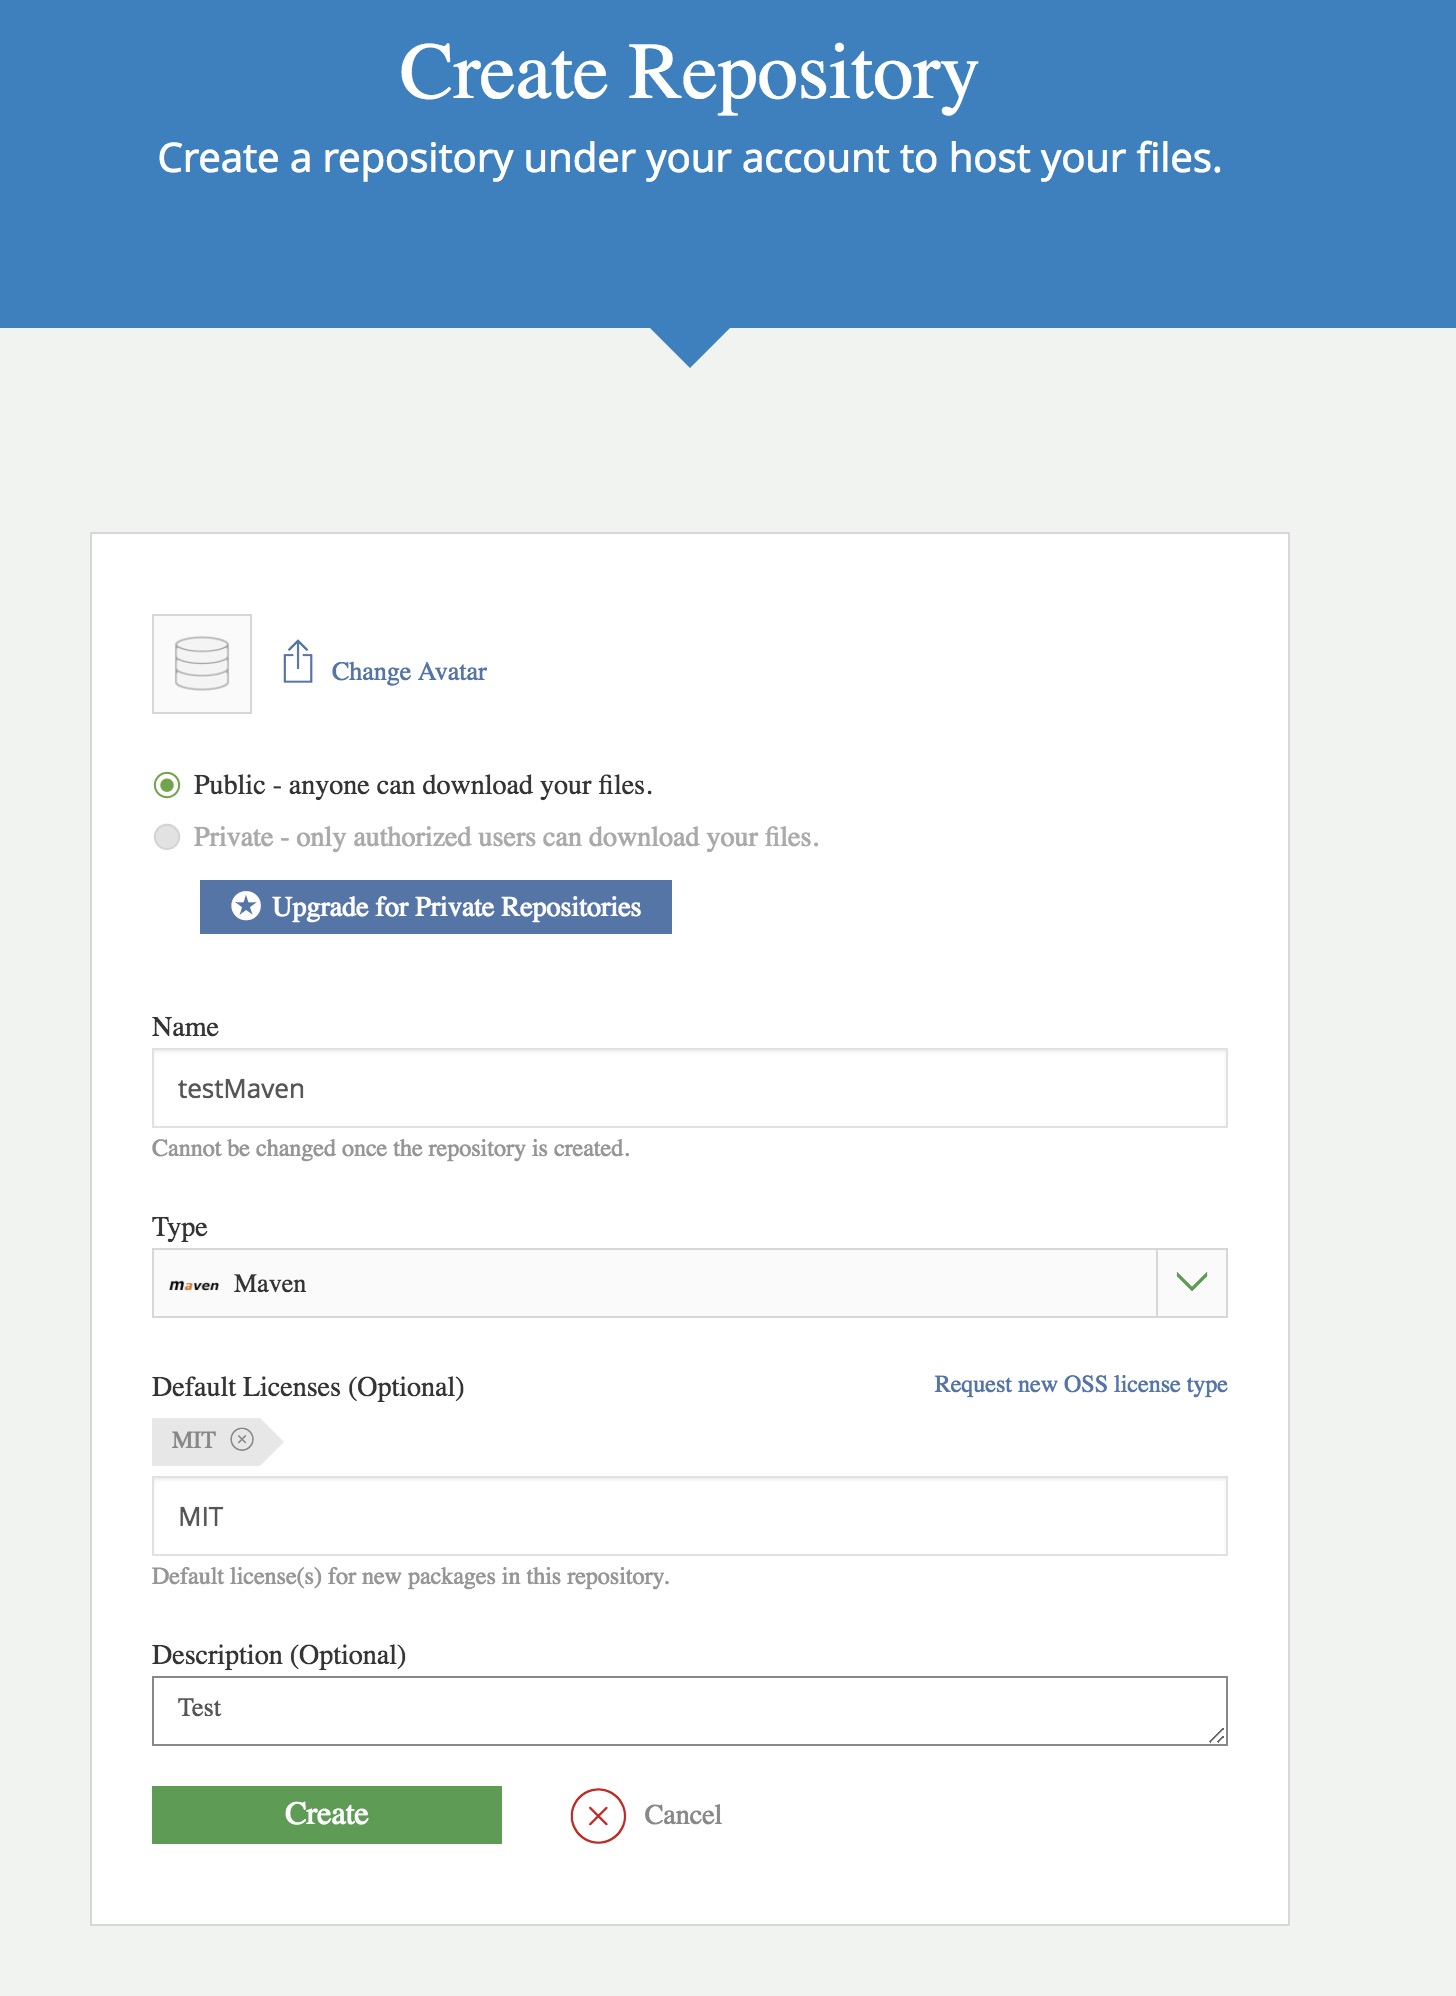 Create Repository
Create a repository under your account to host your files.
Change Avatar
Public - anyone can download your files.
Private - only authorized users can download your files.
Upgrade for Private Repositories
Name
testMaven
Cannot be changed once the repository is created.
Type
maven Maven
Default Licenses (Optional) Request new OSS license type
MIT
MIT
Default license(s) for new packages in this repository.
Description (Optional)
Test
Create Cancel